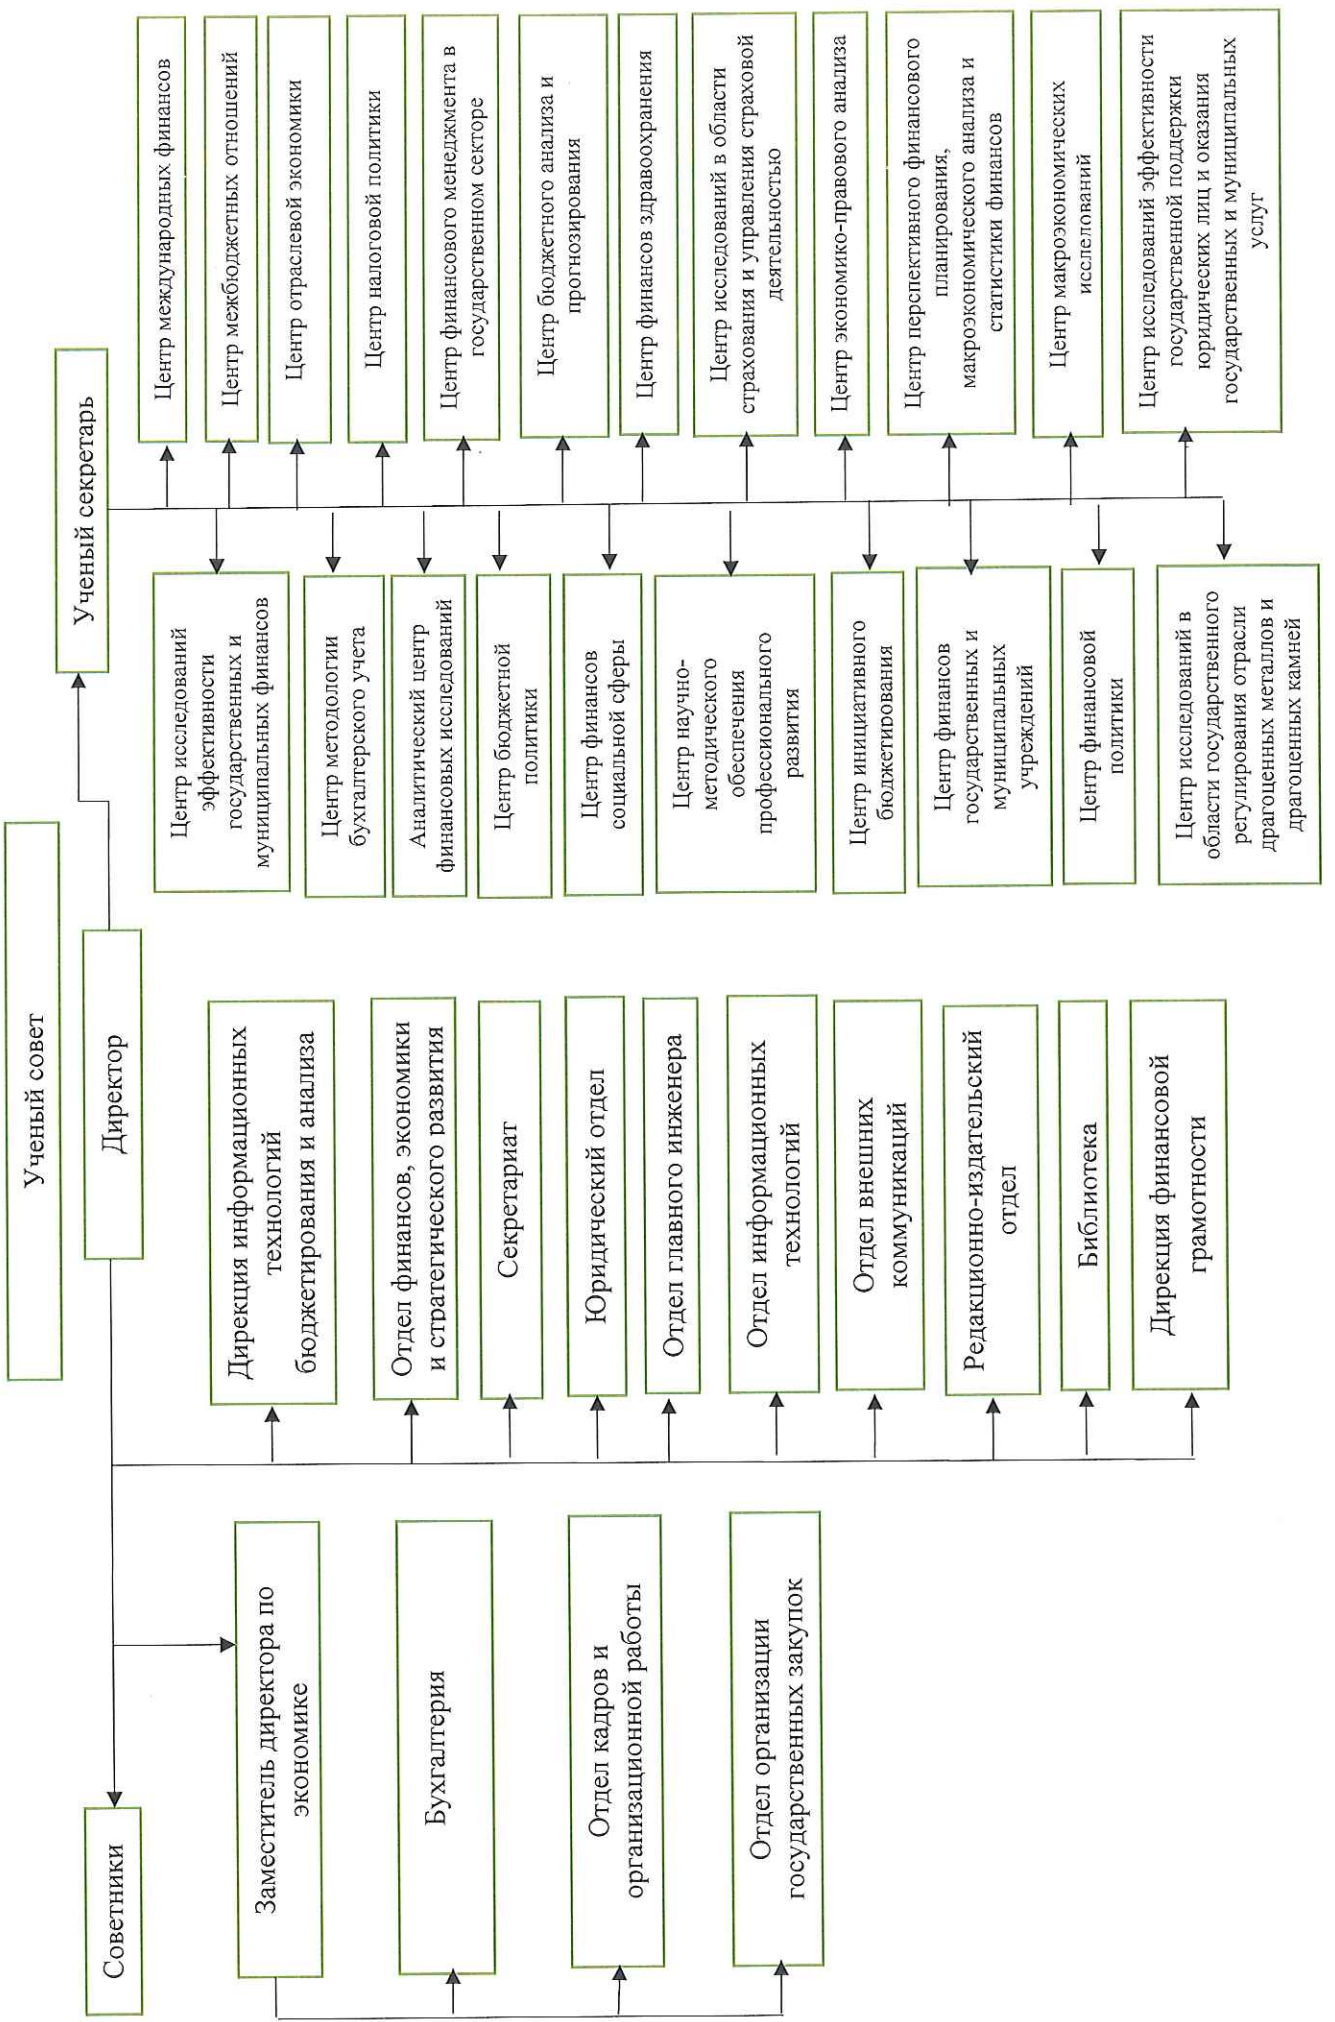 Ученый совет
Директор
Советники
Ученый секретарь
Заместитель директора по
экономике
Бухгалтерия
Отдел кадров и
организационной работы
Отдел организации
государственных закупок
Дирекция информационных
технологий
бюджетирования и анализа
Отдел финансов, экономики
и стратегического развития
Секретариат
Юридический отдел
Отдел главного инженера
Отдел информационных
технологий
Отдел внешних
коммуникаций
Редакционно-издательский
отдел
Библиотека
Дирекция финансовой
грамотности
Центр исследований
эффективности
государственных и
муниципальных финансов
Центр методологии
бухгалтерского учета
Аналитический центр
финансовых исследований
Центр бюджетной
политики
Центр финансов
социальной сферы
Центр научно-
методического
обеспечения
профессионального
развития
Центр инициативного
бюджетирования
Центр финансов
государственных и
муниципальных
учреждений
Центр финансовой
политики
Центр исследований в
области государственного
регулирования отрасли
драгоценных металлов и
драгоценных камней
Центр международных финансов
Центр межбюджетных отношений
Центр отраслевой экономики
Центр налоговой политики
Центр финансового менеджмента в
государственном секторе
Центр бюджетного анализа и
прогнозирования
Центр финансов здравоохранения
Центр исследований в области
страхования и управления страховой
деятельностью
Центр экономико-правового анализа
Центр перспективного финансового
планирования,
макроэкономического анализа и
статистики финансов
Центр макроэкономических
исслелований
Центр исследований эффективности
государственной поддержки
юридических лиц и оказания
государственных и муниципальных
услуг